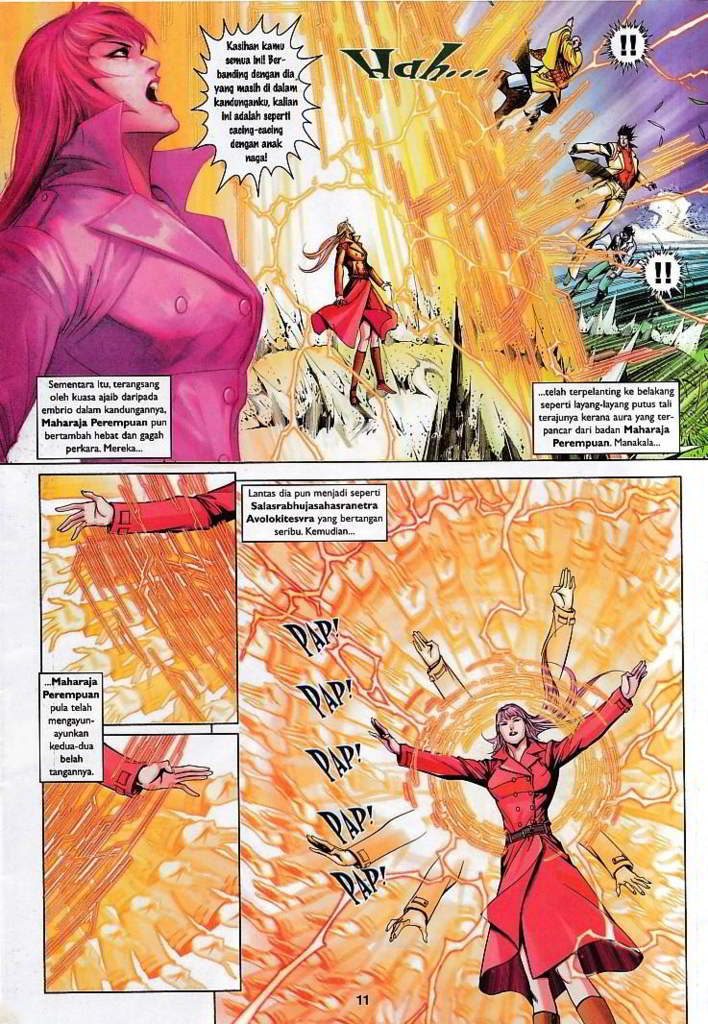 Kasihan kamu
semua ini! Ber-
banding dengan dia
yang masih di dalam
kandunganku, kalian
ini adalah seperti
cacing-cacing
dengan anak
naga!
Hah...
!!
!!
Sementara itu, terangsang
oleh kuasa ajaib daripada
embrio dalam kandungannya,
Maharaja Perempuan pun
bertambah hebat dan gagah
perkara. Mereka...
...telah terpelanting ke belakang
seperti layang-layang putus tali
terajunya kerana aura yang ter-
pancar dari badan Maharaja
Perempuan. Manakala...
...Maharaja
Perempuan
pula telah
mengayun-
ayunkan
kedua-dua
belah
tangannya.
Lantas dia pun menjadi seperti
Salasrabhujasahasranetra
Avolokitesvra yang bertangan
seribu. Kemudian...
PAP!
PAP!
PAP!
PAP!
PAP!
11